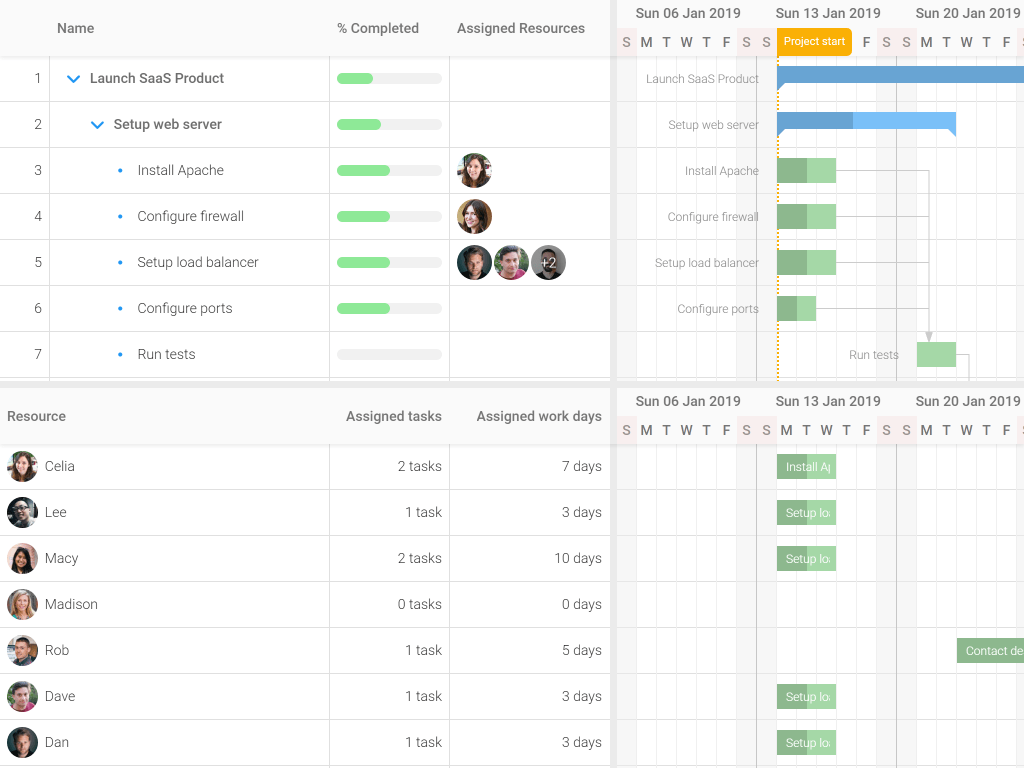 Name % Completed Assigned Resources
Sun 06 Jan 2019 Sun 13 Jan 2019 Sun 20 Jan 2019
S M T W T F S S Project start F S S M T W T F S
1 Launch SaaS Product Launch SaaS Product
2 Setup web server Setup web server
3 Install Apache Install Apache
4 Configure firewall Configure firewall
5 Setup load balancer +2 Setup load balancer
6 Configure ports Configure ports
7 Run tests Run tests
Resource Assigned tasks Assigned work days
Sun 06 Jan 2019 Sun 13 Jan 2019 Sun 20 Jan 2019
S M T W T F S S M T W T F S S M T W T F S
Celia 2 tasks 7 days Install A
Lee 1 task 3 days Setup lo
Macy 2 tasks 10 days Setup lo
Madison 0 tasks 0 days
Rob 1 task 5 days Contact de
Dave 1 task 3 days Setup lo
Dan 1 task 3 days Setup lo